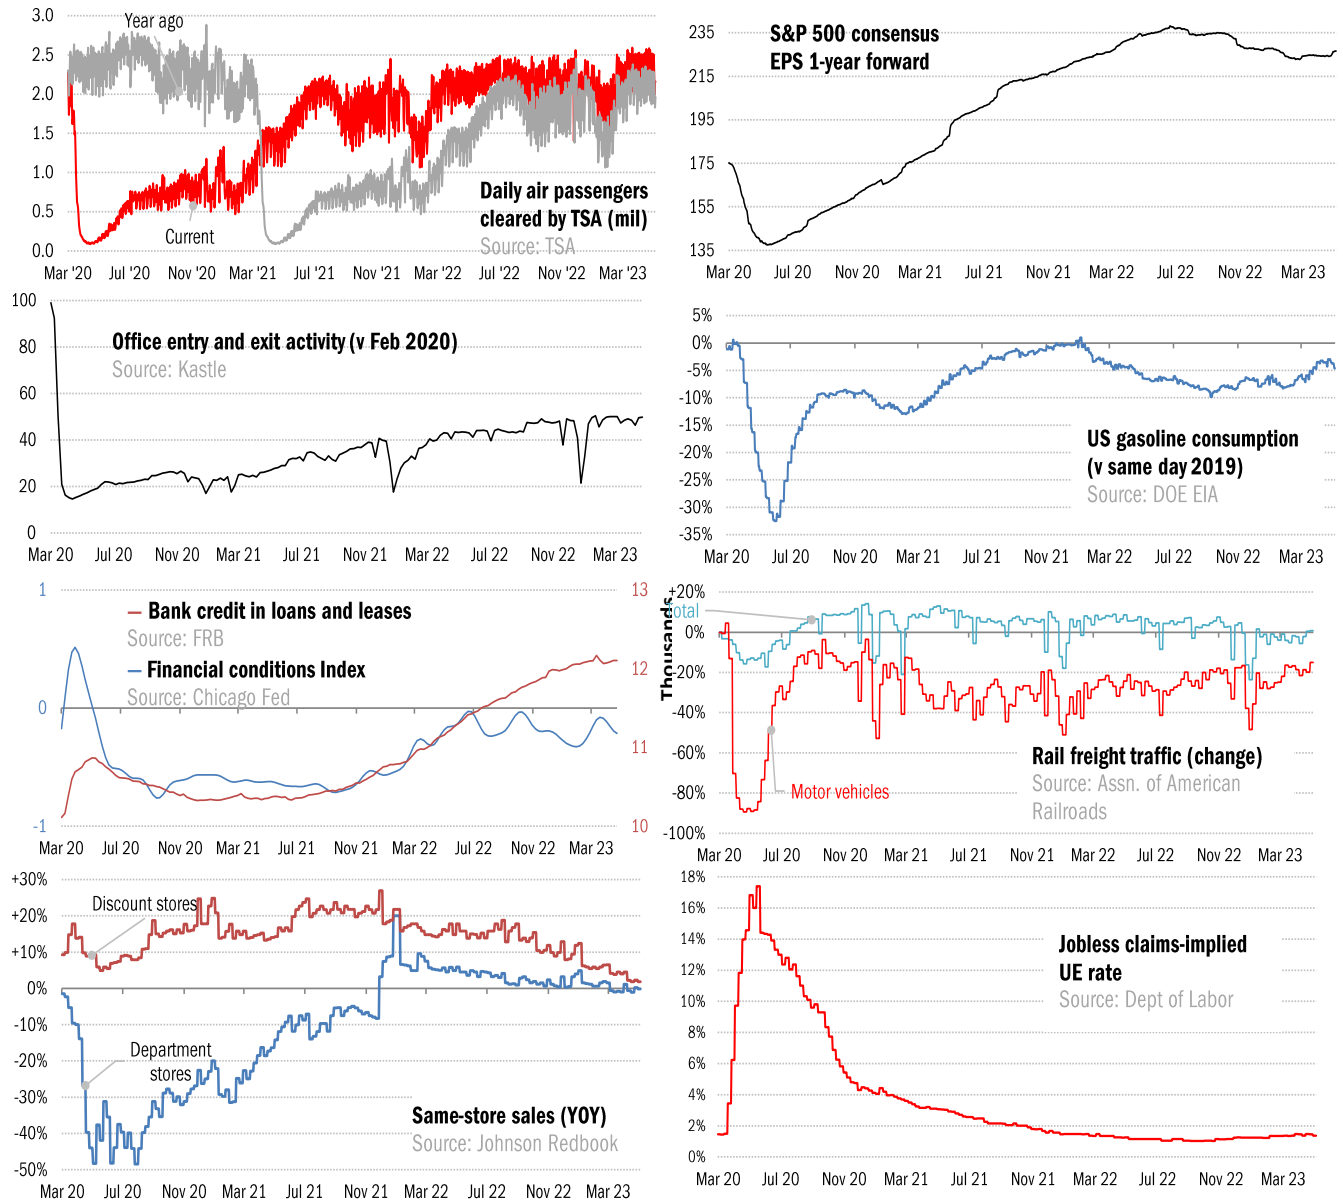 3.0
2.5
2.0
1.5
1.0
0.5
0.0
Year ago
Current
Daily air passengers
cleared by TSA (mil)
Source: TSA
Mar '20 Jul '20 Nov '20 Mar '21 Jul '21 Nov '21 Mar '22 Jul '22 Nov '22 Mar '23
235
215
195
175
155
135
S&P 500 consensus
EPS 1-year forward
Mar 20 Jul 20 Nov 20 Mar 21 Jul 21 Nov 21 Mar 22 Jul 22 Nov 22 Mar 23
100
80
60
40
20
0
Office entry and exit activity (v Feb 2020)
Source: Kastle
Mar 20 Jul 20 Nov 20 Mar 21 Jul 21 Nov 21 Mar 22 Jul 22 Nov 22 Mar 23
5%
0%
-5%
-10%
-15%
-20%
-25%
-30%
-35%
US gasoline consumption
(v same day 2019)
Source: DOE EIA
Mar 20 Jul 20 Nov 20 Mar 21 Jul 21 Nov 21 Mar 22 Jul 22 Nov 22 Mar 23
1
0
-1
13
12
11
10
Bank credit in loans and leases
Source: FRB
Financial conditions Index
Source: Chicago Fed
Mar 20 Jul 20 Nov 20 Mar 21 Jul 21 Nov 21 Mar 22 Jul 22 Nov 22 Mar 23
Thousands
+20%
0%
-20%
-40%
-60%
-80%
-100%
Total
Motor vehicles
Rail freight traffic (change)
Source: Assn. of American
Railroads
Mar 20 Jul 20 Nov 20 Mar 21 Jul 21 Nov 21 Mar 22 Jul 22 Nov 22 Mar 23
+30%
+20%
+10%
0%
-10%
-20%
-30%
-40%
-50%
Discount stores
Department
stores
Same-store sales (YOY)
Source: Johnson Redbook
Mar 20 Jul 20 Nov 20 Mar 21 Jul 21 Nov 21 Mar 22 Jul 22 Nov 22 Mar 23
18%
16%
14%
12%
10%
8%
6%
4%
2%
0%
Jobless claims-implied
UE rate
Source: Dept of Labor
Mar 20 Jul 20 Nov 20 Mar 21 Jul 21 Nov 21 Mar 22 Jul 22 Nov 22 Mar 23